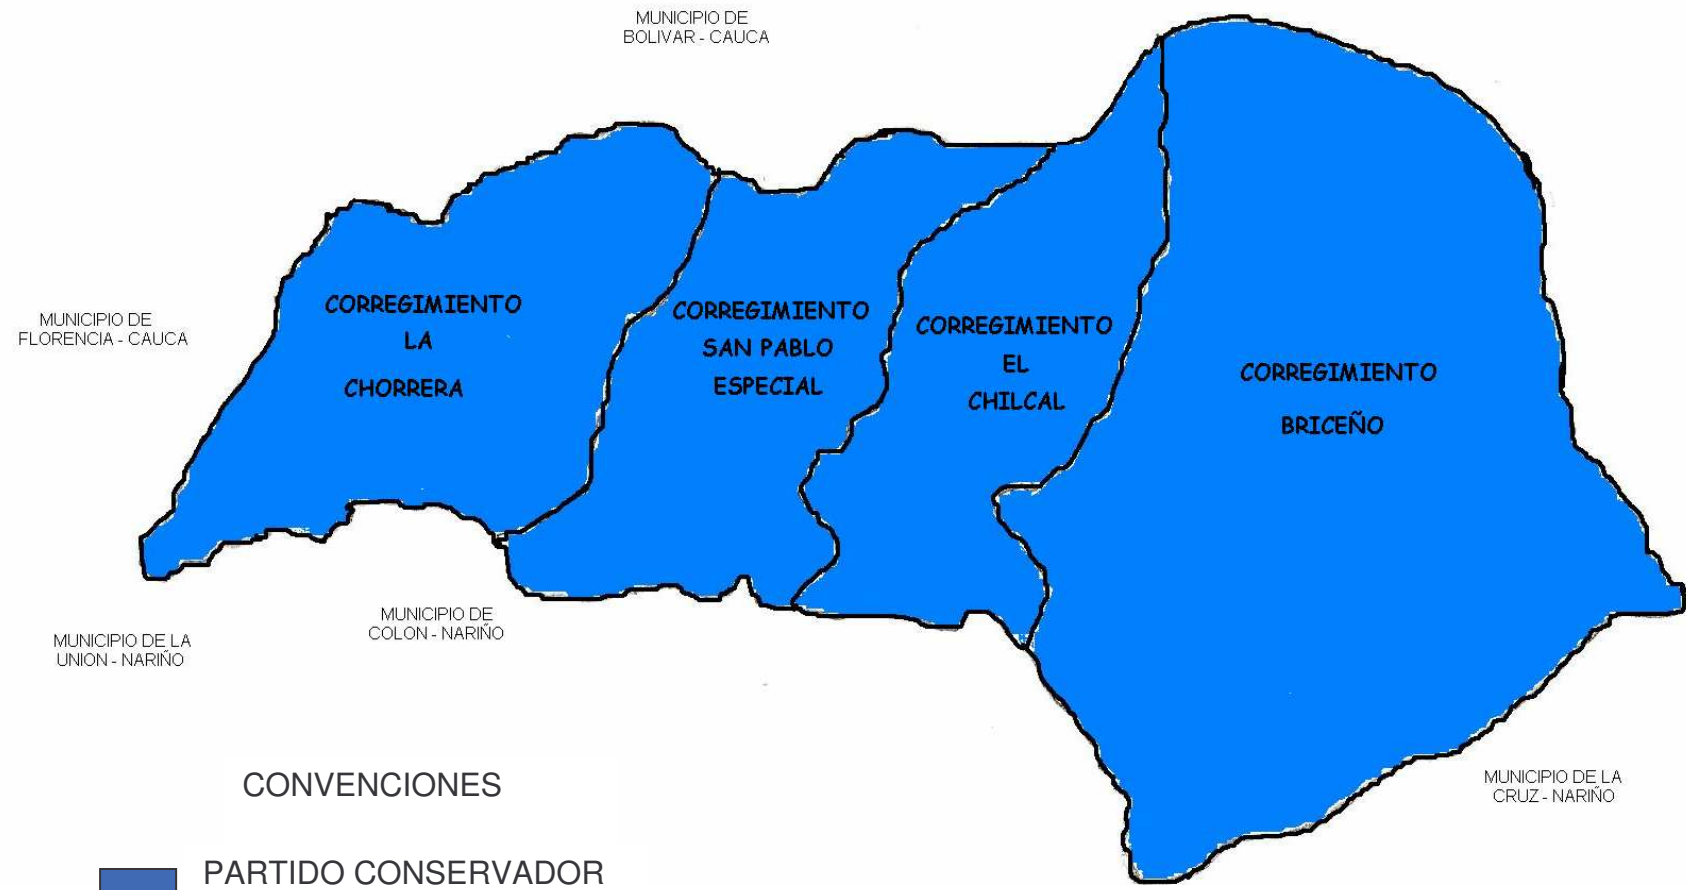 MUNICIPIO DE
BOLIVAR - CAUCA
MUNICIPIO DE
FLORENCIA - CAUCA
CORREGIMIENTO
LA
CHORRERA
CORREGIMIENTO
SAN PABLO
ESPECIAL
CORREGIMIENTO
EL
CHILCAL
CORREGIMIENTO
BRICEÑO
MUNICIPIO DE LA
UNION - NARIÑO
MUNICIPIO DE
COLON - NARIÑO
MUNICIPIO DE LA
CRUZ - NARIÑO
CONVENCIONES
PARTIDO CONSERVADOR